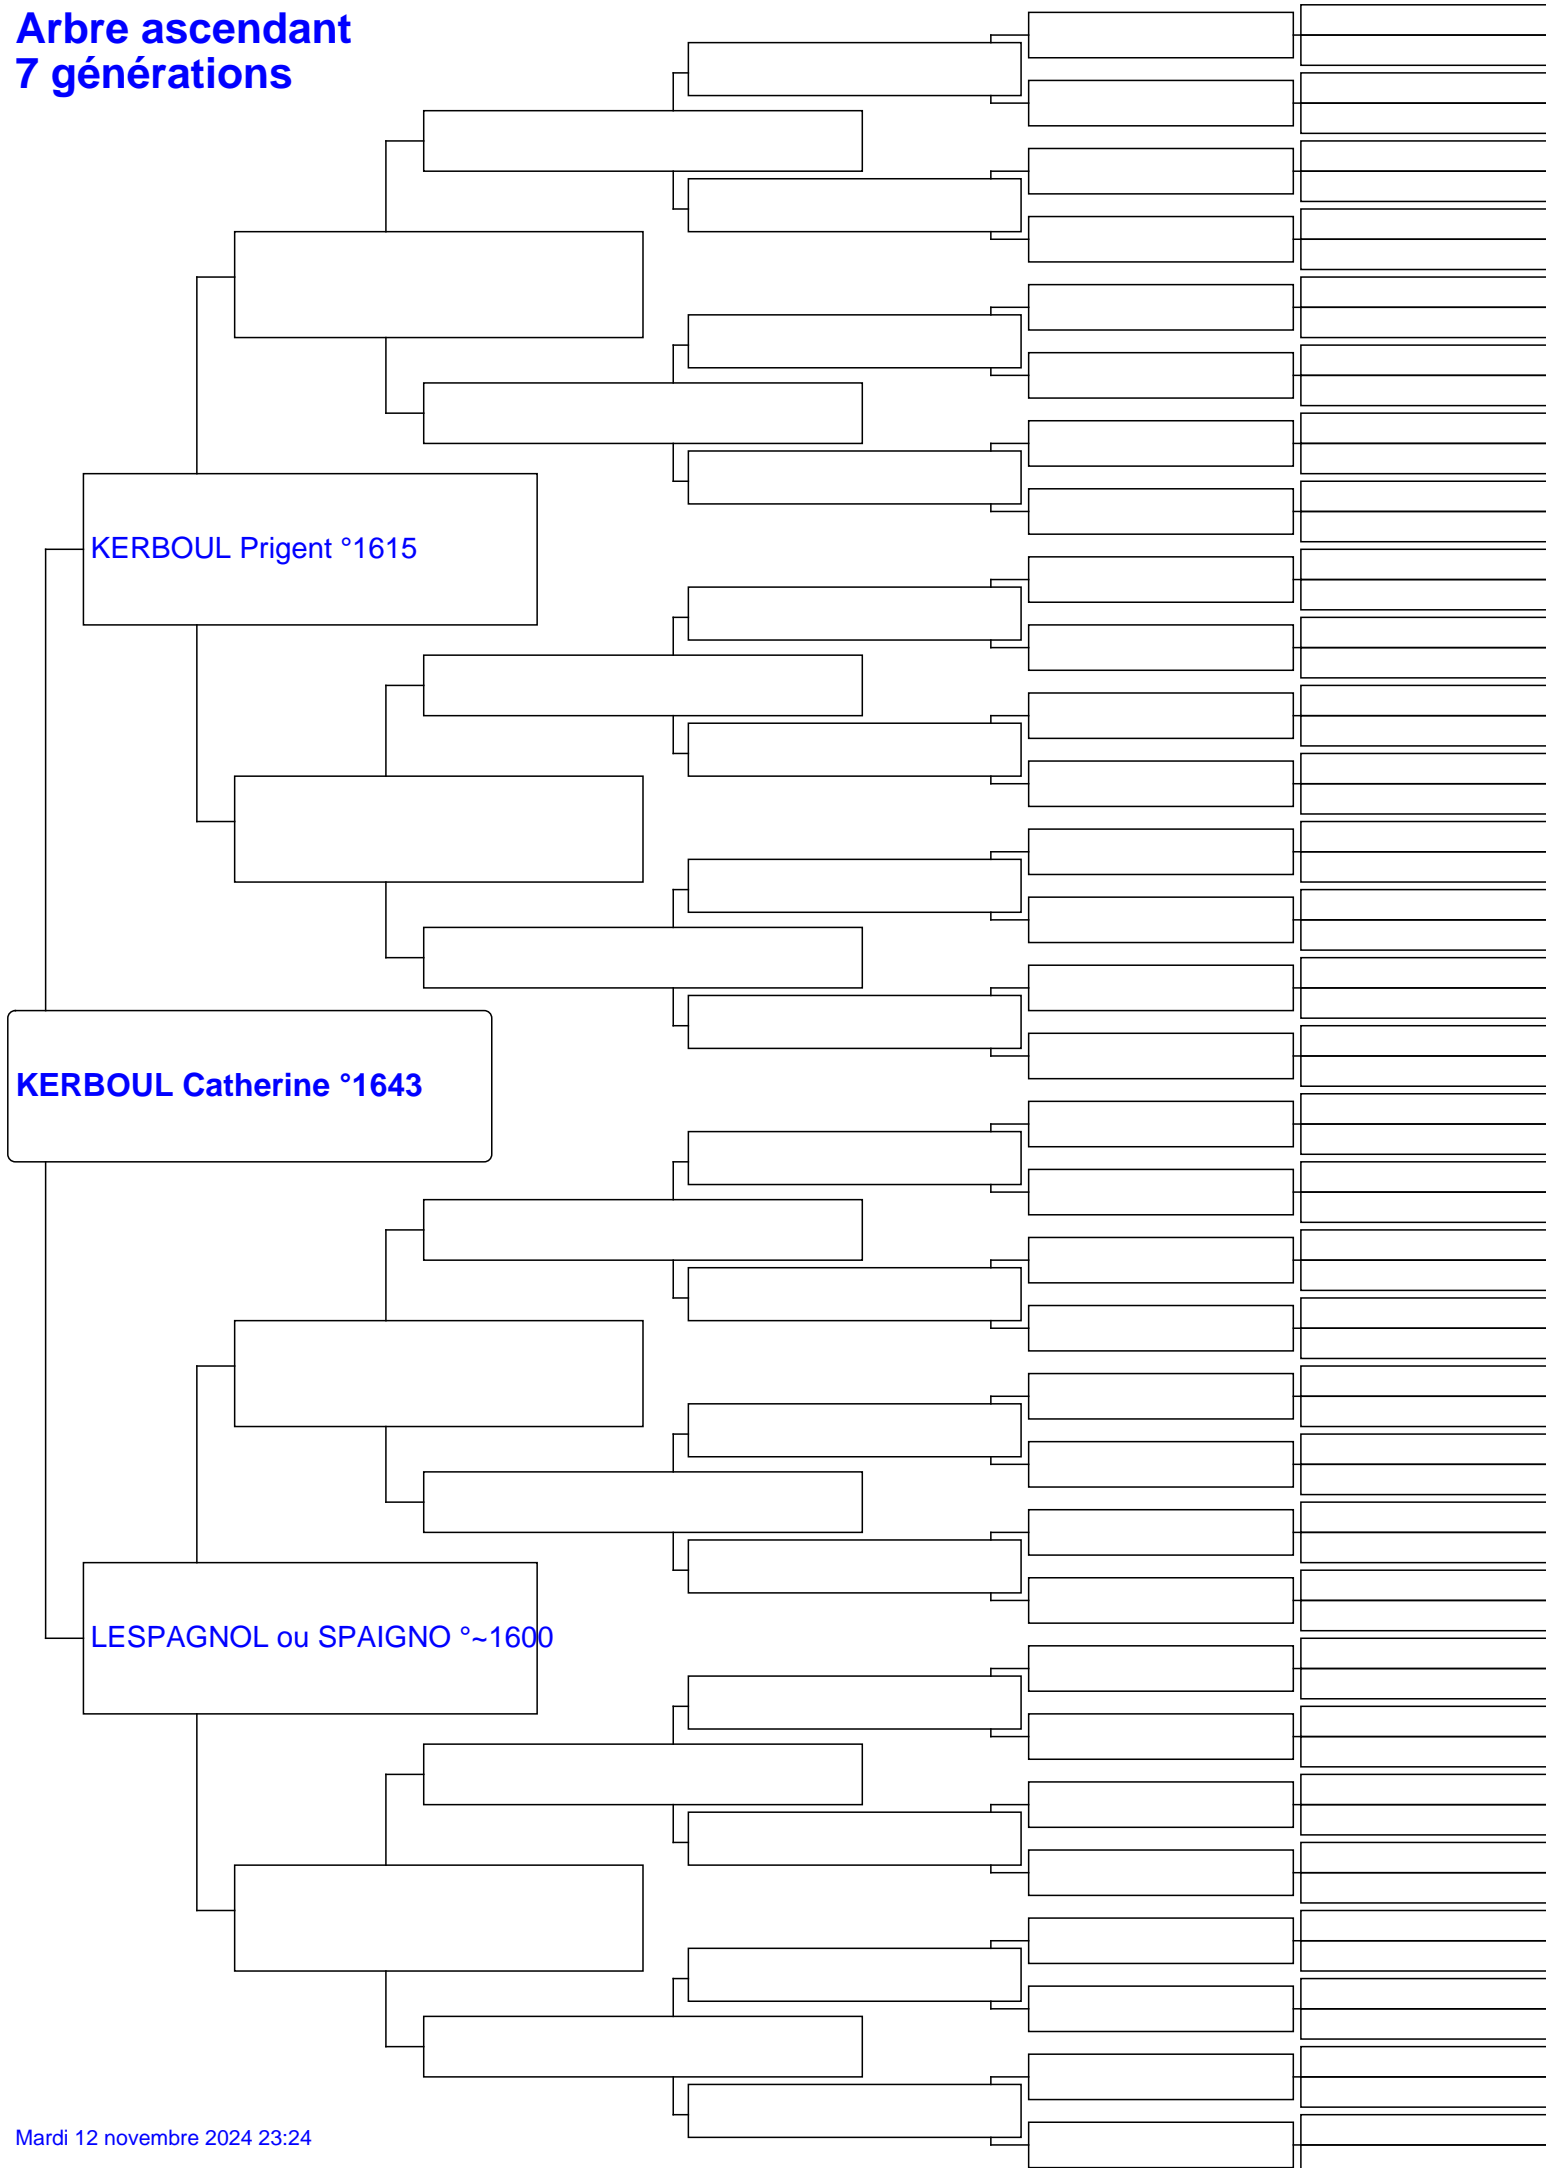 Arbre ascendant
7 générations
KERBOUL Prigent °1615
KERBOUL Catherine °1643
LESPAGNOL ou SPAIGNO °~1600
Mardi 12 novembre 2024 23:24